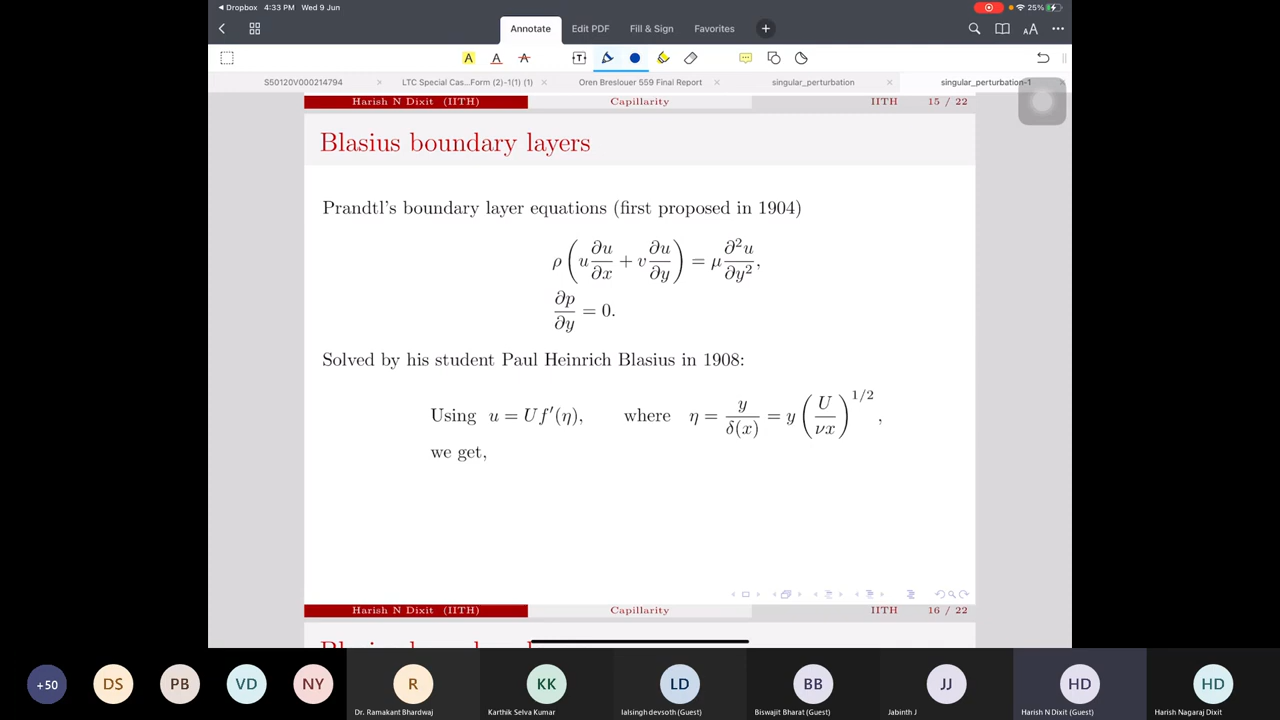 Dropbox 4:33 PM Wed 9 Jun 25%
Annotate Edit PDF Fill & Sign Favorites
S50120V000214794 LTC Special Cas...Form (2)-1(1) (1) Oren Breslouer 559 Final Report singular_perturbation singular_perturbation-1
Harish N Dixit (IITH) Capillarity IITH 15 / 22
Blasius boundary layers
Prandtl's boundary layer equations (first proposed in 1904)
ρ(u ∂u/∂x + v ∂u/∂y) = μ ∂²u/∂y²,
∂p/∂y = 0.
Solved by his student Paul Heinrich Blasius in 1908:
Using u = Uf′(η), where η = y/δ(x) = y(U/νx)^1/2,
we get,
Harish N Dixit (IITH) Capillarity IITH 16 / 22
+50 DS PB VD NY R KK LD BB JJ HD HD
Dr. Ramakant Bhardwaj Karthik Selva Kumar lalsingh devsoth (Guest) Biswajit Bharat (Guest) Jabinth J Harish N Dixit (Guest) Harish Nagaraj Dixit